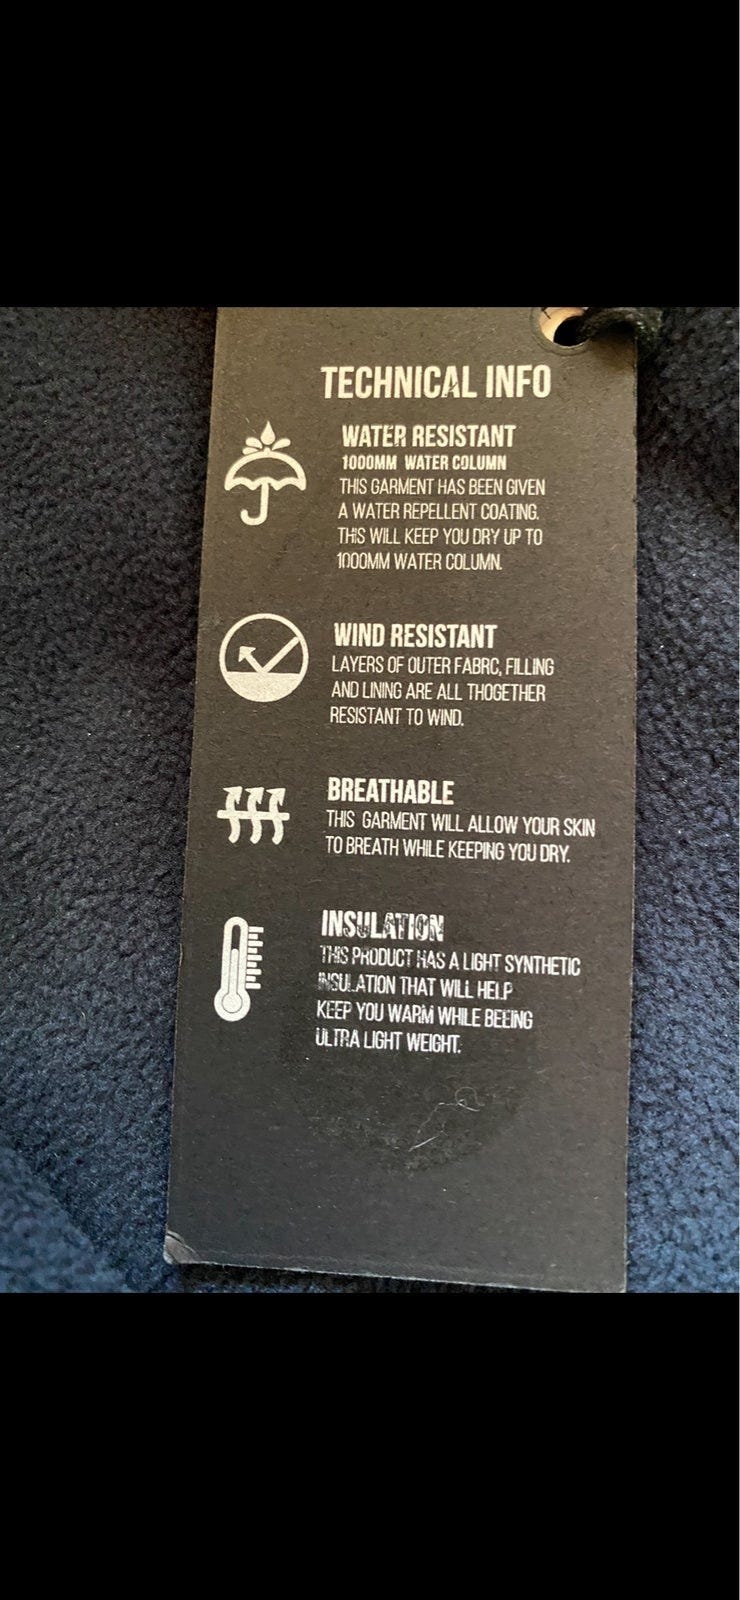 TECHNICAL INFO
WATER RESISTANT
1000MM WATER COLUMN
THIS GARMENT HAS BEEN GIVEN
A WATER REPELLENT COATING.
THIS WILL KEEP YOU DRY UP TO
1000MM WATER COLUMN.
WIND RESISTANT
LAYERS OF OUTER FABRC, FILLING
AND LINING ARE ALL THOGETHER
RESISTANT TO WIND.
BREATHABLE
THIS GARMENT WILL ALLOW YOUR SKIN
TO BREATH WHILE KEEPING YOU DRY.
INSULATION
THIS PRODUCT HAS A LIGHT SYNTHETIC
INSULATION THAT WILL HELP
KEEP YOU WARM WHILE BEEING
ULTRA LIGHT WEIGHT.